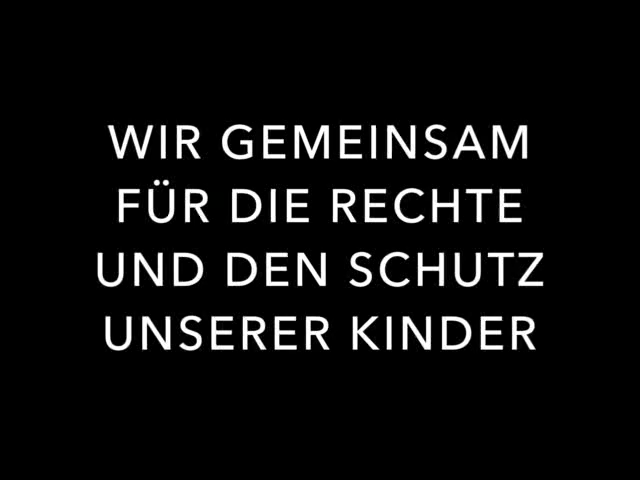 WIR GEMEINSAM
FÜR DIE RECHTE
UND DEN SCHUTZ
UNSERER KINDER